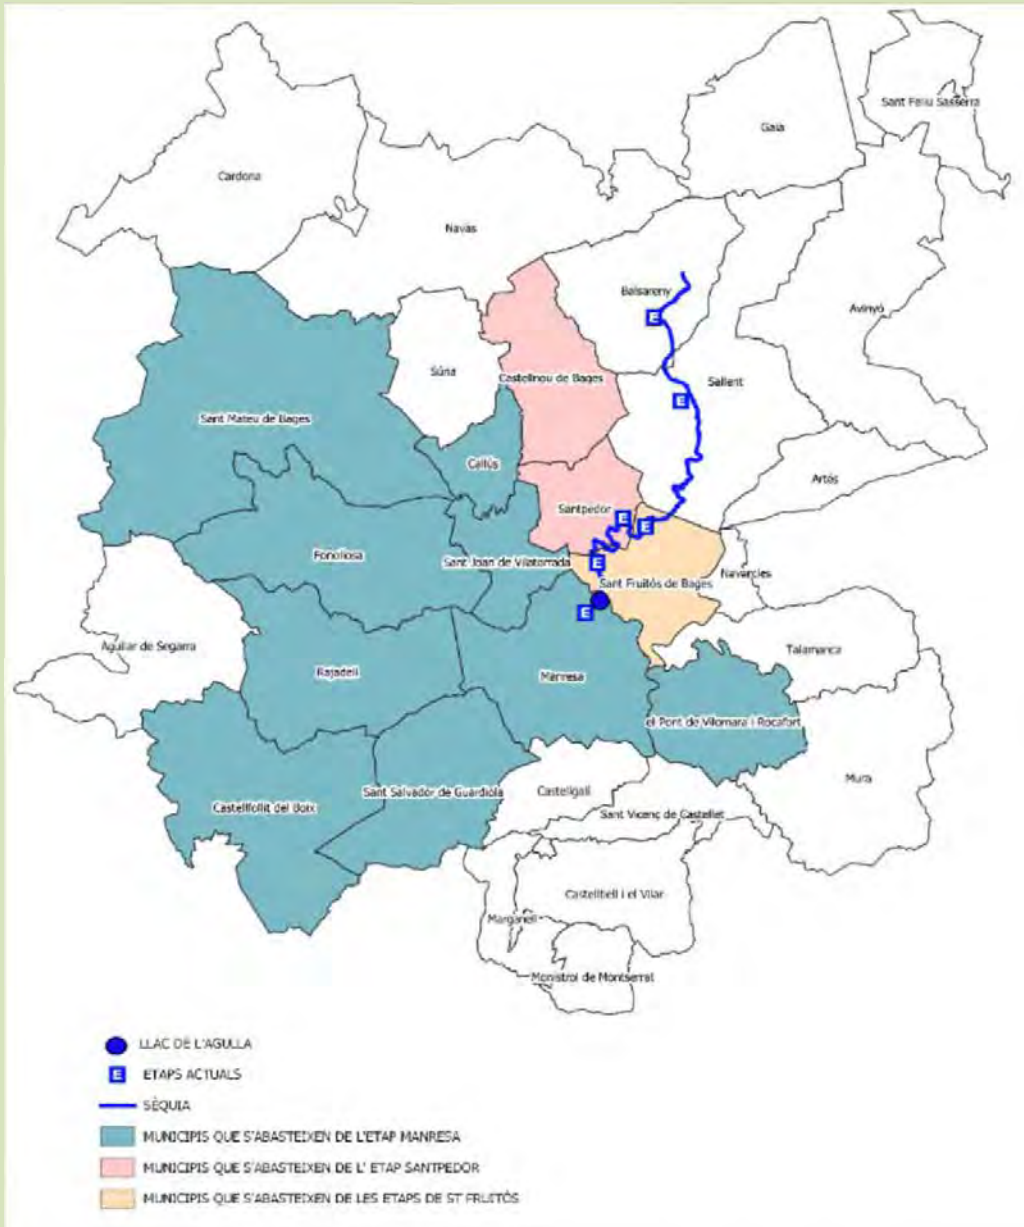 Sant Feliu Sasserra
Gaià
Cardona
Navàs
Balsareny
Avinyó
Súria
Castellnou de Bages
Sallent
Sant Mateu de Bages
Callús
Artés
Santpedor
Fonollosa
Sant Joan de Vilatorrada
Sant Fruitós de Bages
Navarcles
Aguilar de Segarra
Talamanca
Rajadell
Manresa
el Pont de Vilomara i Rocafort
Mura
Castellfollit del Boix
Sant Salvador de Guardiola
Castellgalí
Sant Vicenç de Castellet
Castellbell i el Vilar
Marganell
Monistrol de Montserrat
E
E
E
E
E
E
LLAC DE L'AGULLA
E ETAPS ACTUALS
SÈQUIA
MUNICIPIS QUE S'ABASTEIXEN DE L'ETAP MANRESA
MUNICIPIS QUE S'ABASTEIXEN DE L' ETAP SANTPEDOR
MUNICIPIS QUE S'ABASTEIXEN DE LES ETAPS DE ST FRUITÓS